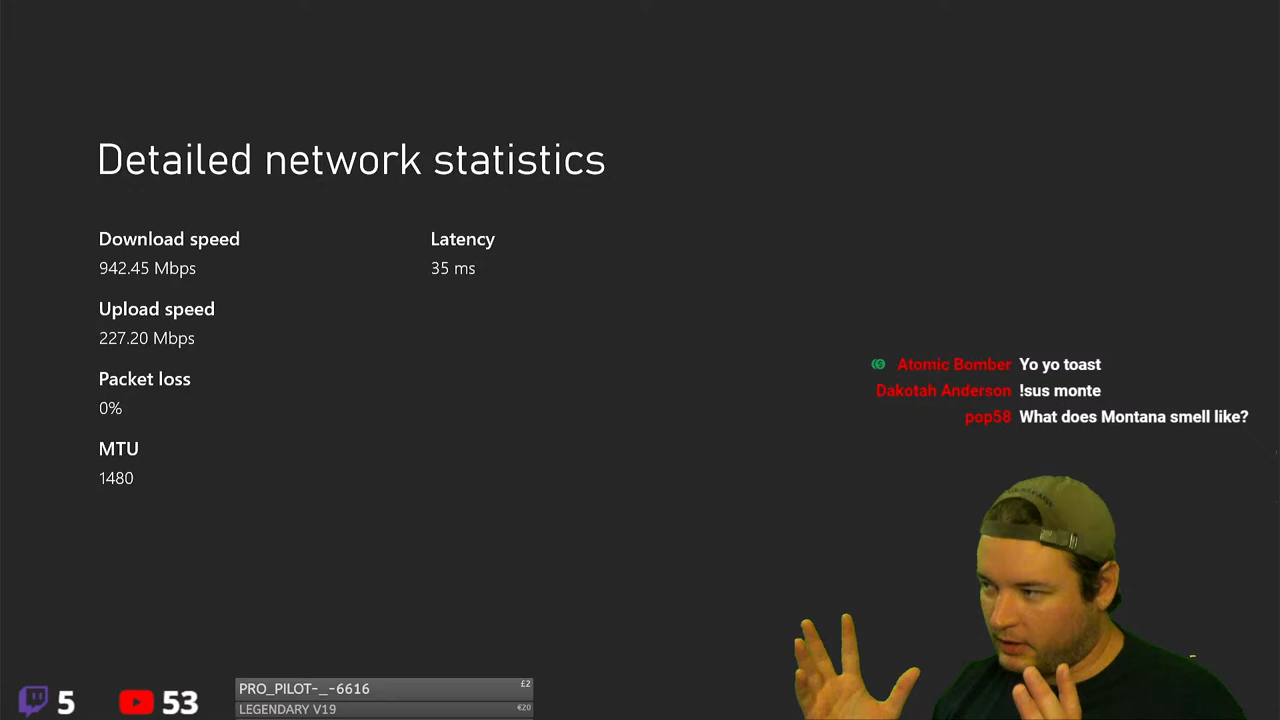 Detailed network statistics
Download speed
942.45 Mbps
Latency
35 ms
Upload speed
227.20 Mbps
Packet loss
0%
MTU
1480
Atomic Bomber Yo yo toast
Dakotah Anderson !sus monte
pop58 What does Montana smell like?
5
53
PRO_PILOT-_-6616 £2
LEGENDARY V19 €20